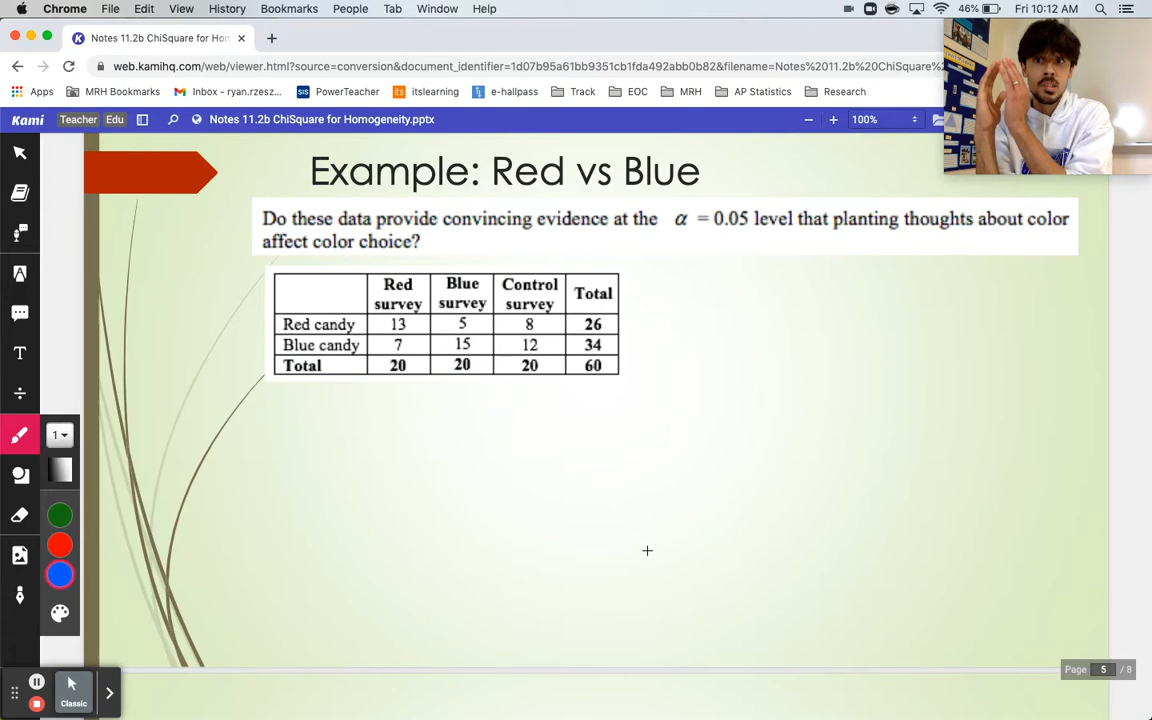 Chrome File Edit View History Bookmarks People Tab Window Help 46% Fri 10:12 AM
Notes 11.2b ChiSquare for Hom
web.kamihq.com/web/viewer.html?source=conversion&document_identifier=1d07b95a61bb9351cb1fda492abb0b82&filename=Notes%2011.2b%20ChiSquare%
Apps MRH Bookmarks Inbox - ryan.rzesz... SIS PowerTeacher its itslearning e-hallpass Track EOC MRH AP Statistics Research
Kami Teacher Edu Notes 11.2b ChiSquare for Homogeneity.pptx 100%
Example: Red vs Blue
Do these data provide convincing evidence at the α = 0.05 level that planting thoughts about color
affect color choice?
Red survey Blue survey Control survey Total
Red candy 13 5 8 26
Blue candy 7 15 12 34
Total 20 20 20 60
1
Page 5 / 8
Classic